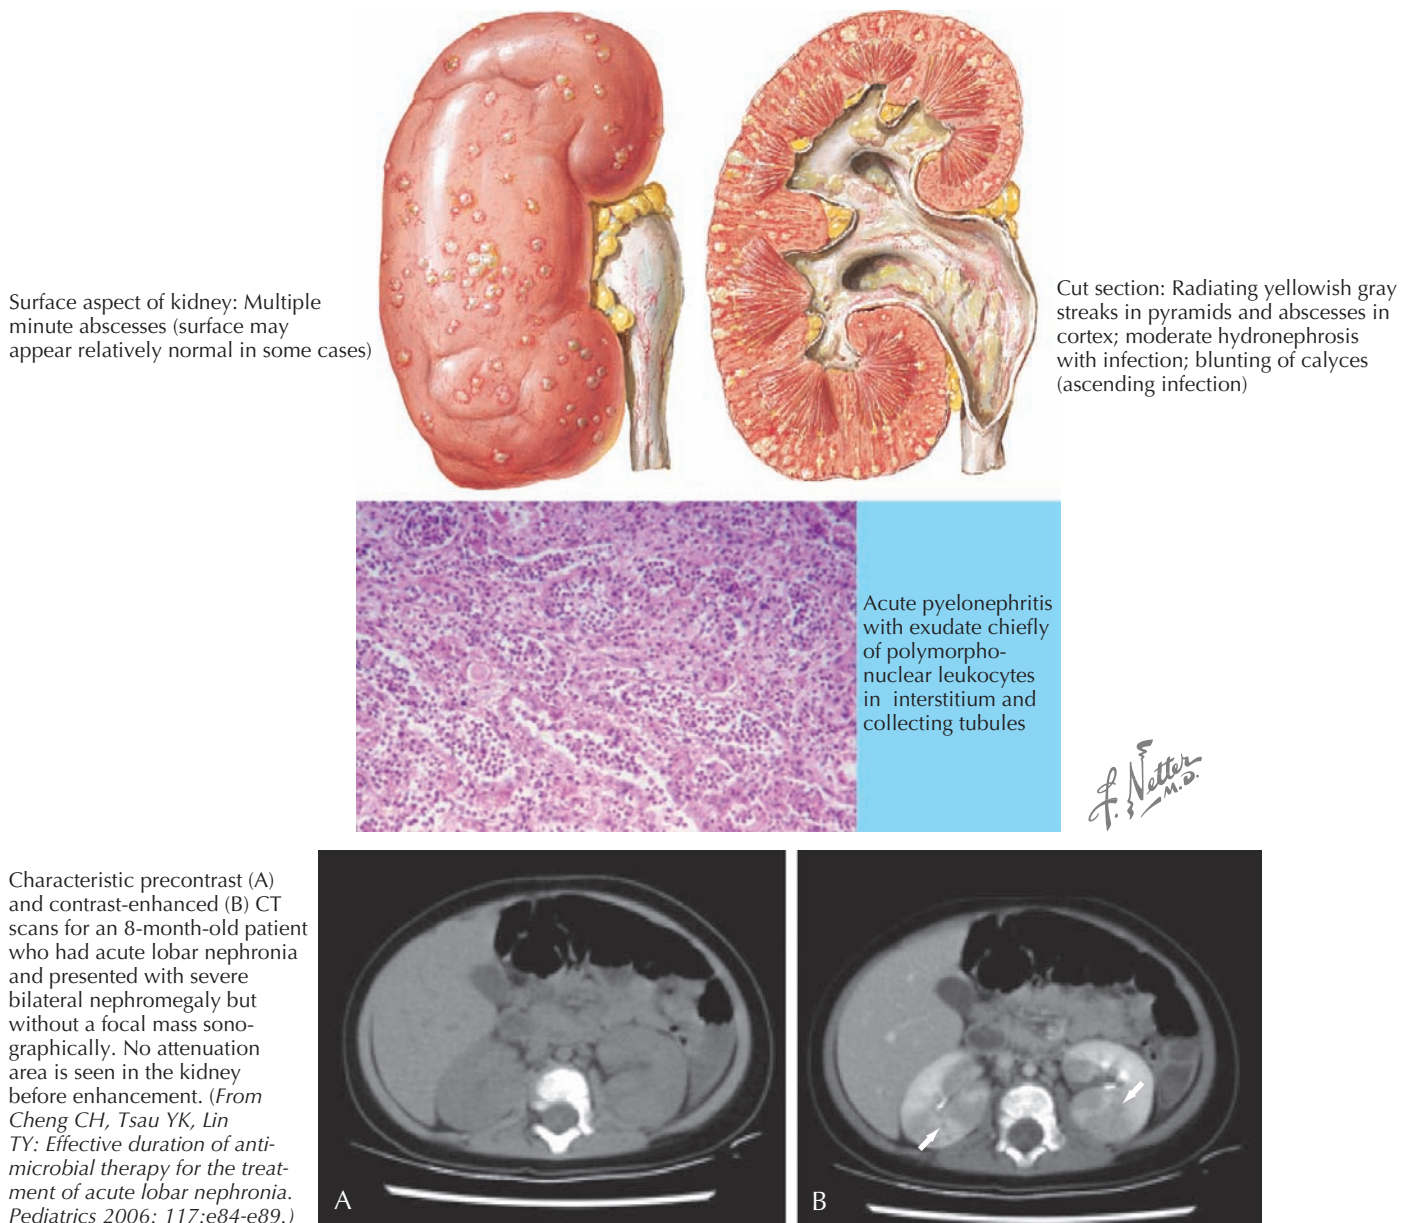 Surface aspect of kidney: Multiple
minute abscesses (surface may
appear relatively normal in some cases)
Cut section: Radiating yellowish gray
streaks in pyramids and abscesses in
cortex; moderate hydronephrosis
with infection; blunting of calyces
(ascending infection)
Acute pyelonephritis
with exudate chiefly
of polymorpho-
nuclear leukocytes
in interstitium and
collecting tubules
F. Netter
M.D.
Characteristic precontrast (A)
and contrast-enhanced (B) CT
scans for an 8-month-old patient
who had acute lobar nephronia
and presented with severe
bilateral nephromegaly but
without a focal mass sono-
graphically. No attenuation
area is seen in the kidney
before enhancement. (From
Cheng CH, Tsau YK, Lin
TY: Effective duration of anti-
microbial therapy for the treat-
ment of acute lobar nephronia.
Pediatrics 2006; 117:e84-e89.)
A
B